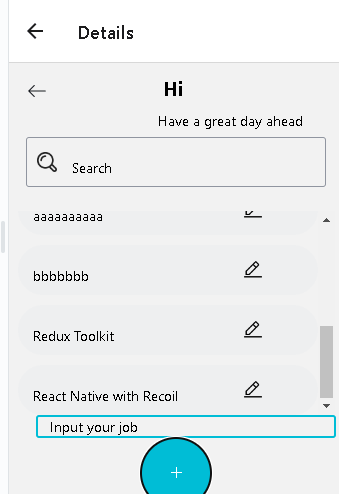 Details
Hi
Have a great day ahead
Search
aaaaaaaaaa
bbbbbbb
Redux Toolkit
React Native with Recoil
Input your job
+